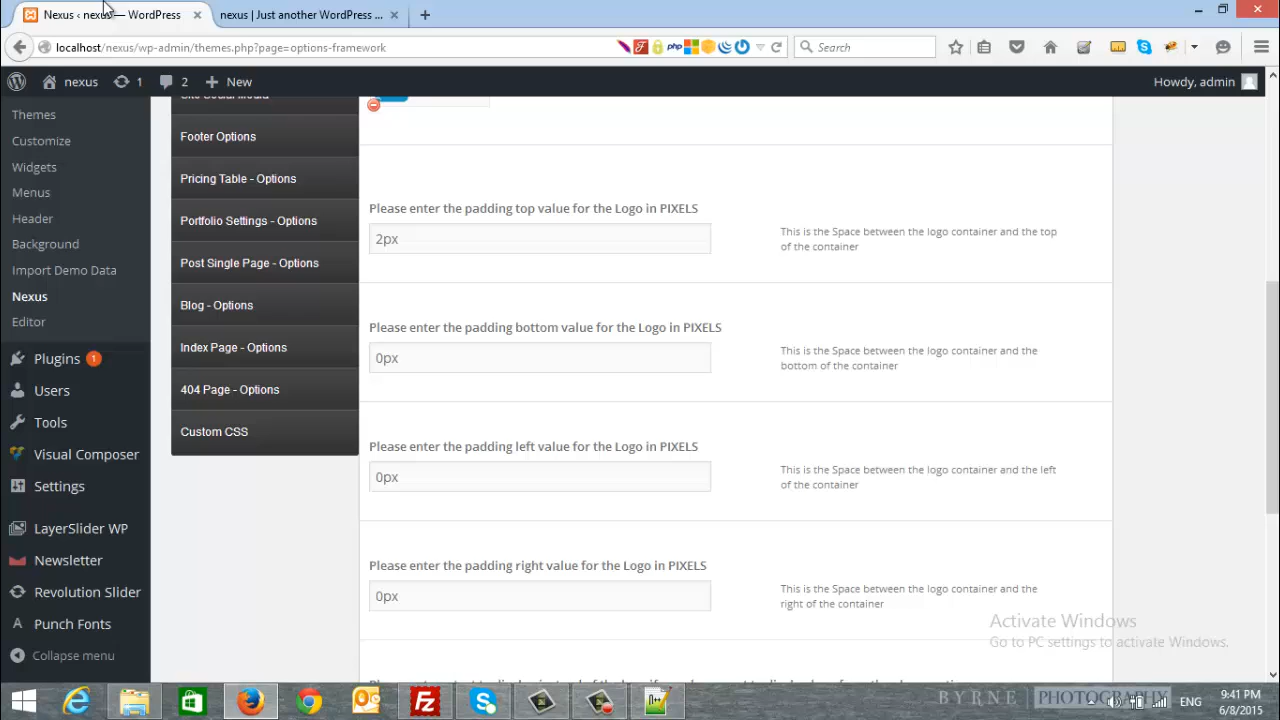 Nexus ‹ nexus — WordPress
nexus | Just another WordPress ...
localhost/nexus/wp-admin/themes.php?page=options-framework
php
Search
nexus
1
2
New
Howdy, admin
Themes
Customize
Widgets
Menus
Header
Background
Import Demo Data
Nexus
Editor
Plugins 1
Users
Tools
Visual Composer
Settings
LayerSlider WP
Newsletter
Revolution Slider
Punch Fonts
Collapse menu
Footer Options
Pricing Table - Options
Portfolio Settings - Options
Post Single Page - Options
Blog - Options
Index Page - Options
404 Page - Options
Custom CSS
Please enter the padding top value for the Logo in PIXELS
2px
This is the Space between the logo container and the top
of the container
Please enter the padding bottom value for the Logo in PIXELS
0px
This is the Space between the logo container and the
bottom of the container
Please enter the padding left value for the Logo in PIXELS
0px
This is the Space between the logo container and the left
of the container
Please enter the padding right value for the Logo in PIXELS
0px
This is the Space between the logo container and the
right of the container
Activate Windows
Go to PC settings to activate Windows.
BYRNE PHOTOGRAPHY
ENG
9:41 PM
6/8/2015